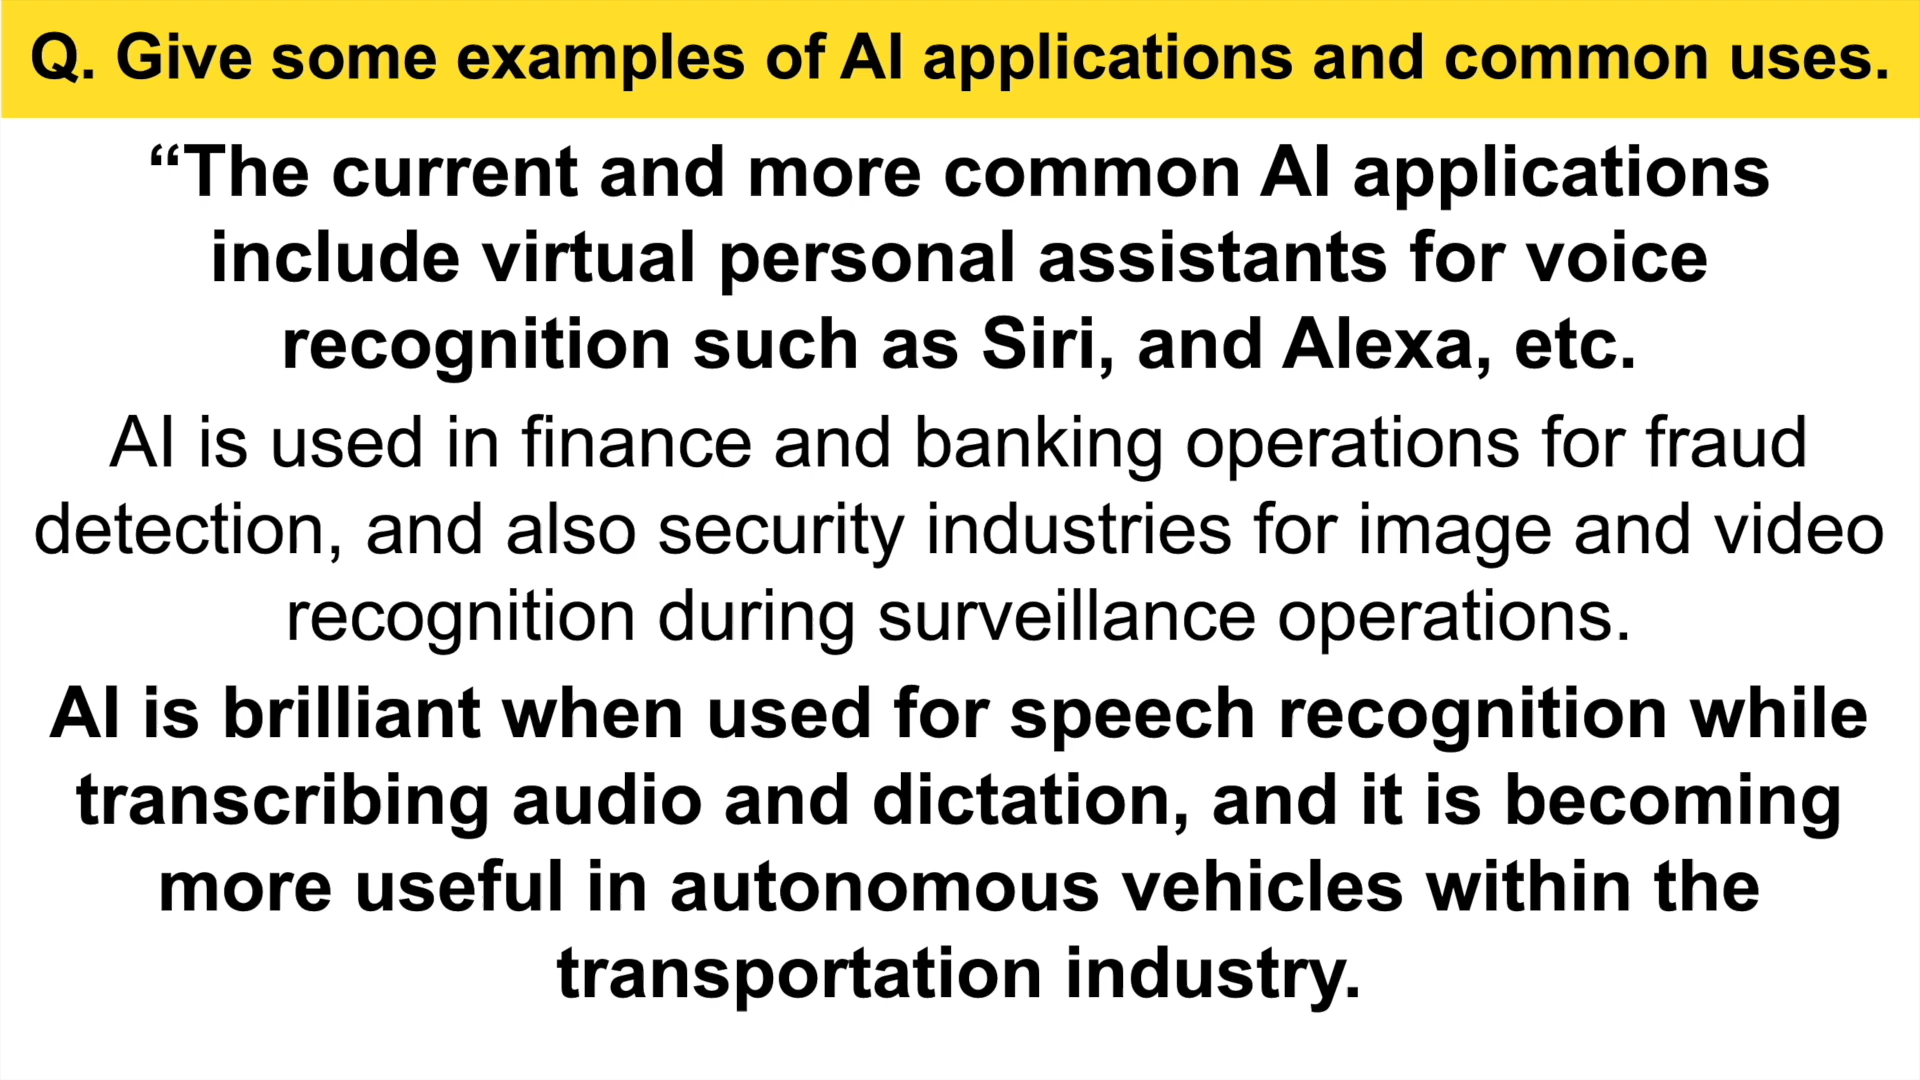 Q. Give some examples of AI applications and common uses.
“The current and more common AI applications
include virtual personal assistants for voice
recognition such as Siri, and Alexa, etc.
AI is used in finance and banking operations for fraud
detection, and also security industries for image and video
recognition during surveillance operations.
AI is brilliant when used for speech recognition while
transcribing audio and dictation, and it is becoming
more useful in autonomous vehicles within the
transportation industry.